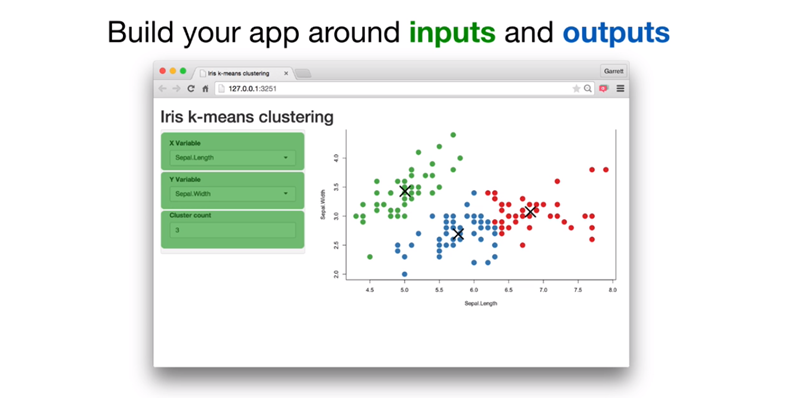 Build your app around inputs and outputs
Iris k-means clustering
Garrett
127.0.0.1:3251
Iris k-means clustering
X Variable
Sepal.Length
Y Variable
Sepal.Width
Cluster count
3
Sepal.Width
4.0
3.5
3.0
2.5
2.0
4.5 5.0 5.5 6.0 6.5 7.0 7.5 8.0
Sepal.Length